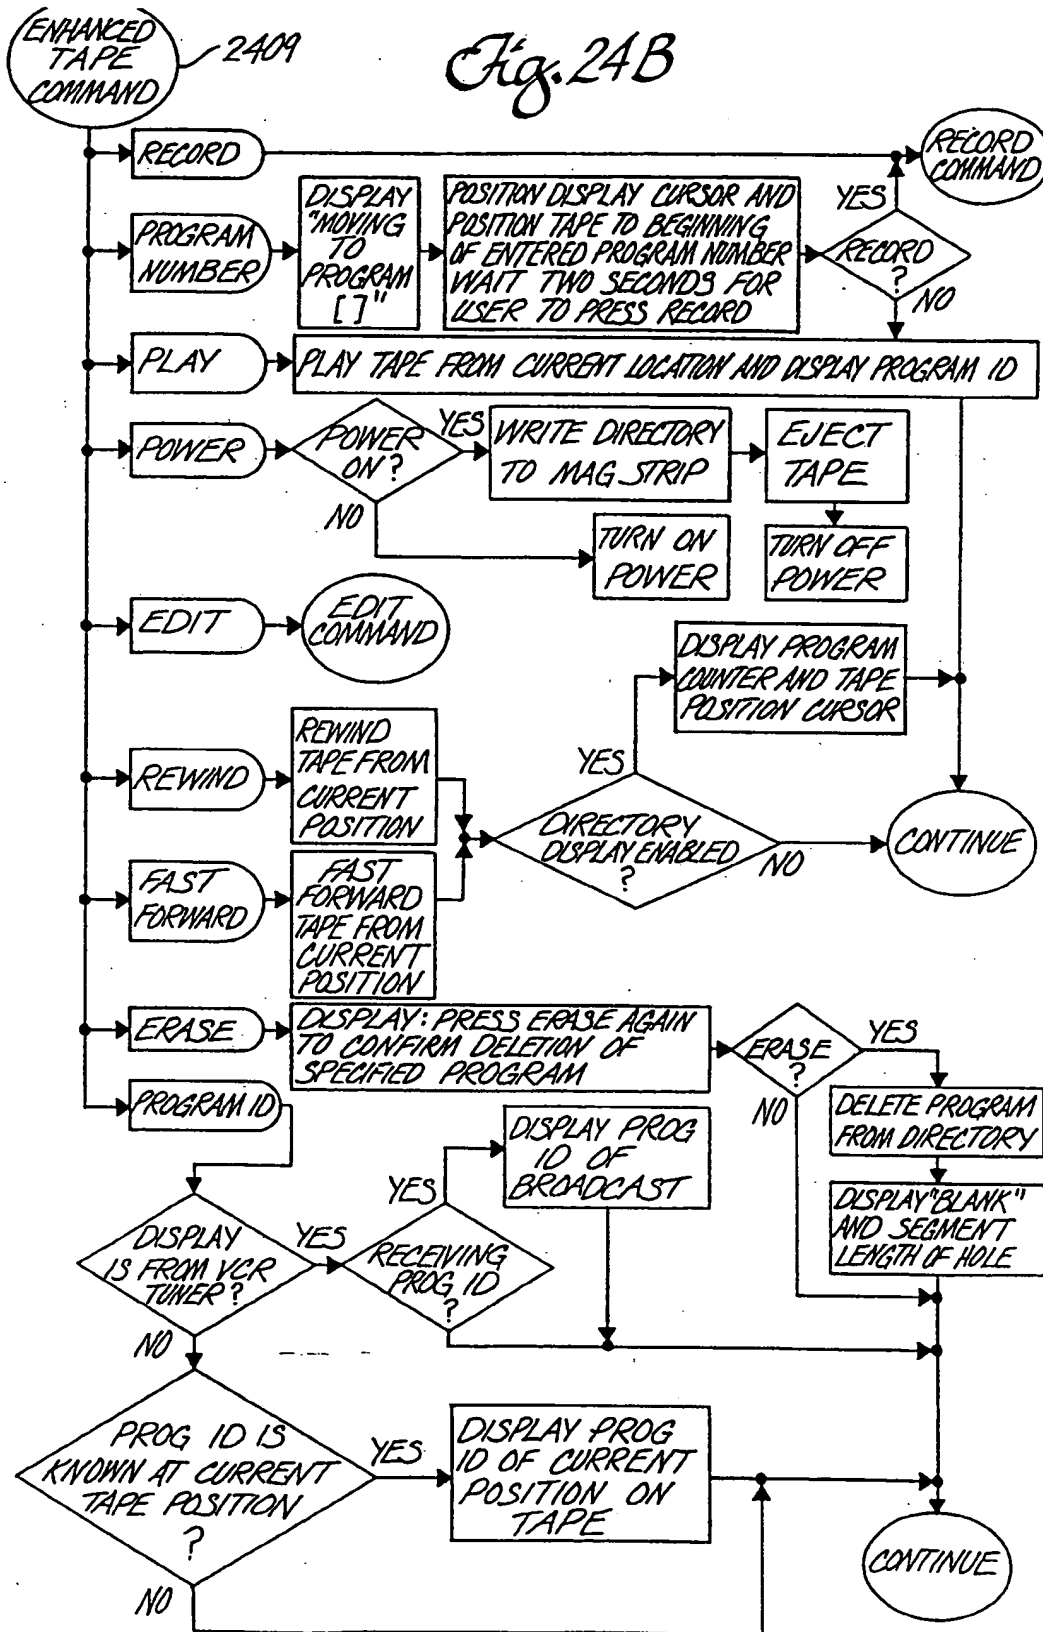 ENHANCED
TAPE
COMMAND
2409
Fig. 24B
RECORD
RECORD
COMMAND
PROGRAM
NUMBER
DISPLAY
"MOVING
TO
PROGRAM
[ ]"
POSITION DISPLAY CURSOR AND
POSITION TAPE TO BEGINNING
OF ENTERED PROGRAM NUMBER
WAIT TWO SECONDS FOR
USER TO PRESS RECORD
RECORD
?
YES
NO
PLAY
PLAY TAPE FROM CURRENT LOCATION AND DISPLAY PROGRAM ID
POWER
POWER
ON?
YES
WRITE DIRECTORY
TO MAG STRIP
EJECT
TAPE
NO
TURN ON
POWER
TURN OFF
POWER
EDIT
EDIT
COMMAND
DISPLAY PROGRAM
COUNTER AND TAPE
POSITION CURSOR
REWIND
REWIND
TAPE FROM
CURRENT
POSITION
YES
DIRECTORY
DISPLAY ENABLED
?
NO
CONTINUE
FAST
FORWARD
FAST
FORWARD
TAPE FROM
CURRENT
POSITION
ERASE
DISPLAY: PRESS ERASE AGAIN
TO CONFIRM DELETION OF
SPECIFIED PROGRAM
ERASE
?
YES
NO
DELETE PROGRAM
FROM DIRECTORY
DISPLAY "BLANK"
AND SEGMENT
LENGTH OF HOLE
PROGRAM ID
DISPLAY
IS FROM VCR
TUNER?
YES
RECEIVING
PROG ID
?
YES
DISPLAY PROG
ID OF
BROADCAST
NO
PROG ID IS
KNOWN AT CURRENT
TAPE POSITION
?
YES
DISPLAY PROG
ID OF CURRENT
POSITION ON
TAPE
NO
CONTINUE